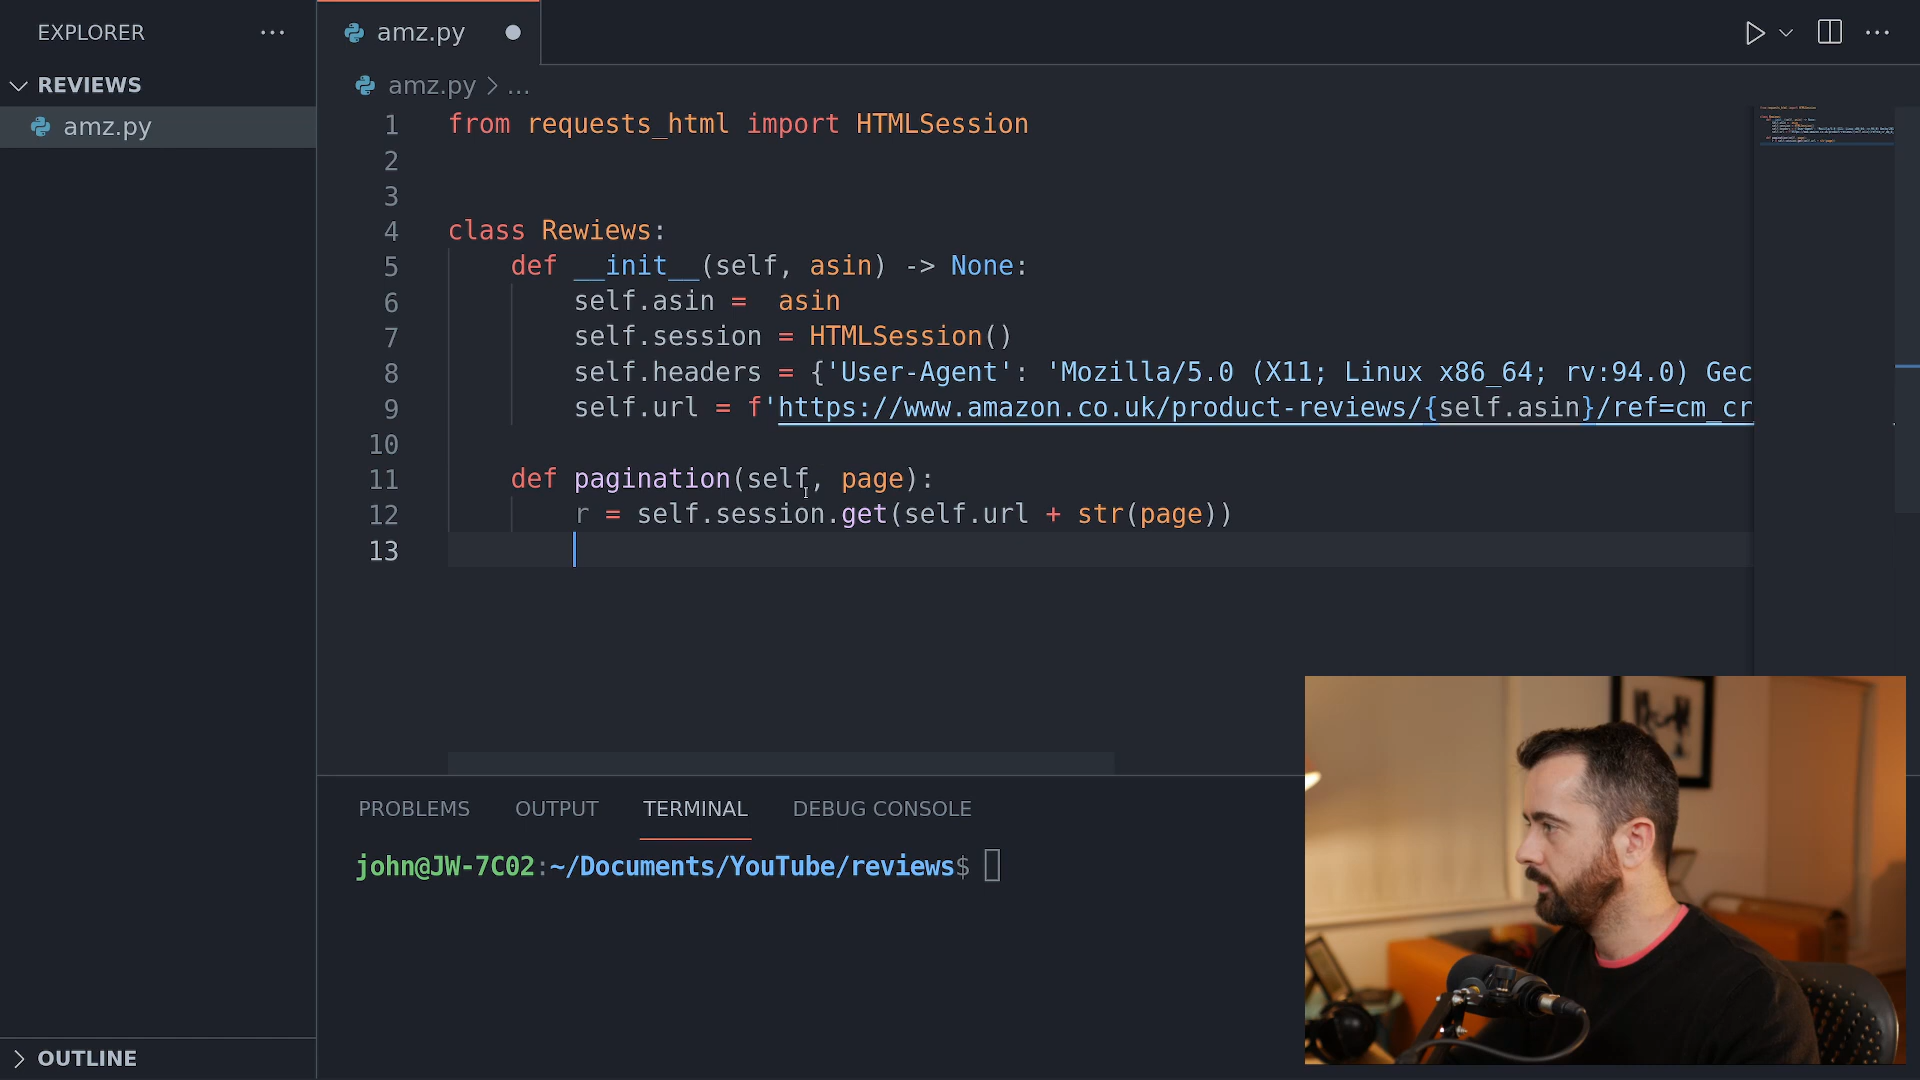 EXPLORER ...
REVIEWS
amz.py
OUTLINE
amz.py
amz.py > ...
1 from requests_html import HTMLSession
2
3
4 class Rewiews:
5 def __init__(self, asin) -> None:
6 self.asin =  asin
7 self.session = HTMLSession()
8 self.headers = {'User-Agent': 'Mozilla/5.0 (X11; Linux x86_64; rv:94.0) Gec
9 self.url = f'https://www.amazon.co.uk/product-reviews/{self.asin}/ref=cm_cr
10
11 def pagination(self, page):
12 r = self.session.get(self.url + str(page))
13
PROBLEMS OUTPUT TERMINAL DEBUG CONSOLE
john@JW-7C02:~/Documents/YouTube/reviews$